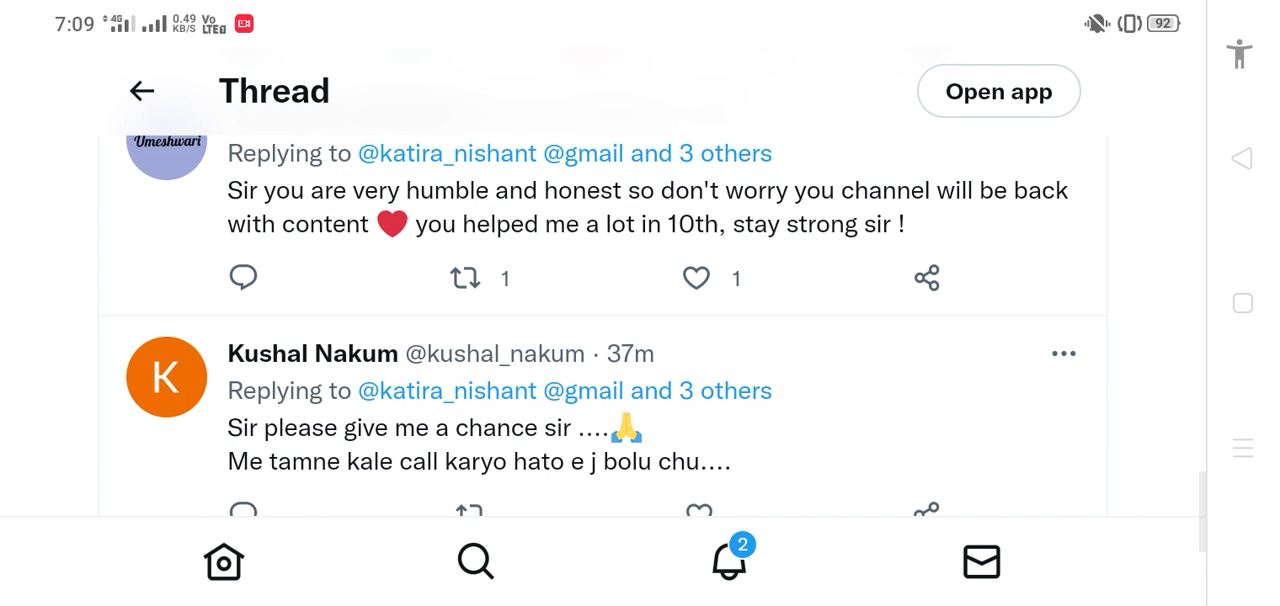 7:09 4G 0.49 KB/S Vo LTE 92
Thread
Open app
Umeshwari
Replying to @katira_nishant @gmail and 3 others
Sir you are very humble and honest so don't worry you channel will be back
with content ❤️ you helped me a lot in 10th, stay strong sir !
1 1
Kushal Nakum @kushal_nakum · 37m
Replying to @katira_nishant @gmail and 3 others
Sir please give me a chance sir ....🙏
Me tamne kale call karyo hato e j bolu chu....
2